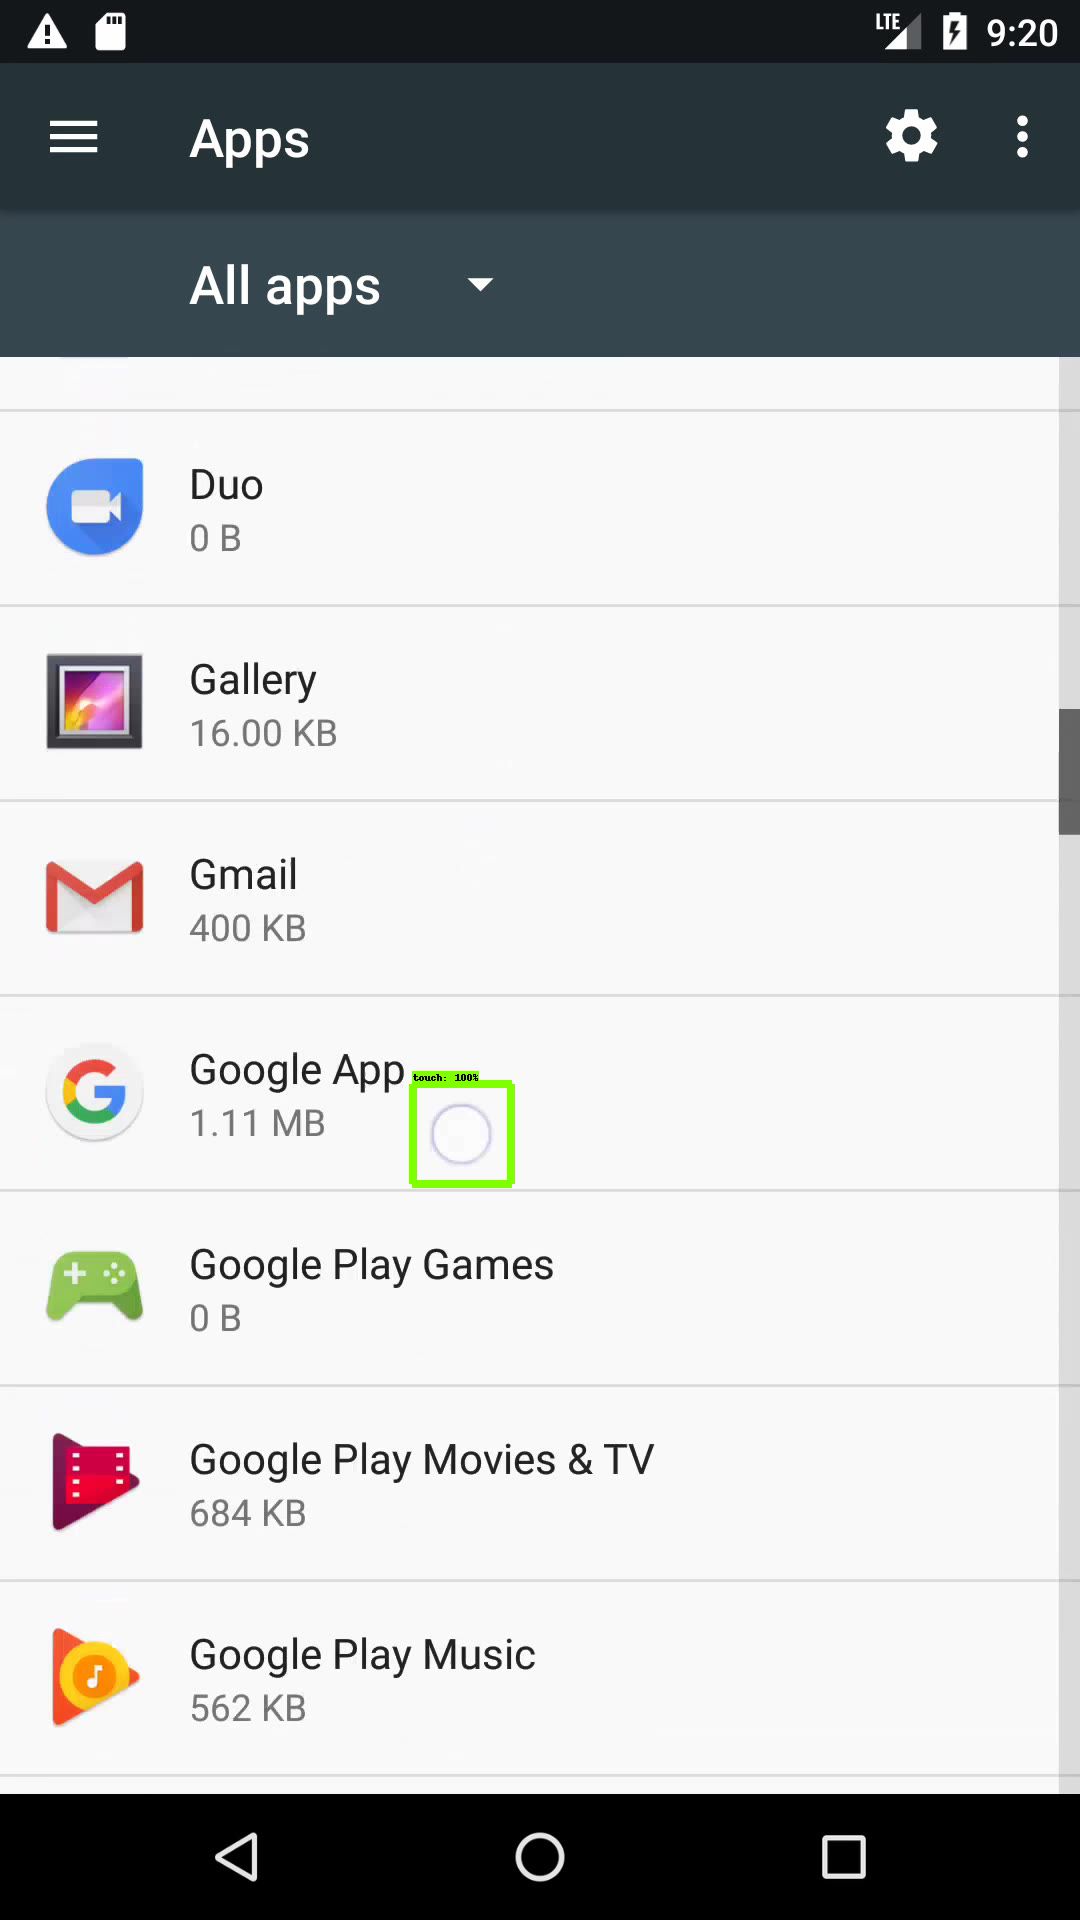 LTE 9:20
Apps
All apps
Duo
0 B
Gallery
16.00 KB
Gmail
400 KB
Google App
touch: 100%
1.11 MB
Google Play Games
0 B
Google Play Movies & TV
684 KB
Google Play Music
562 KB